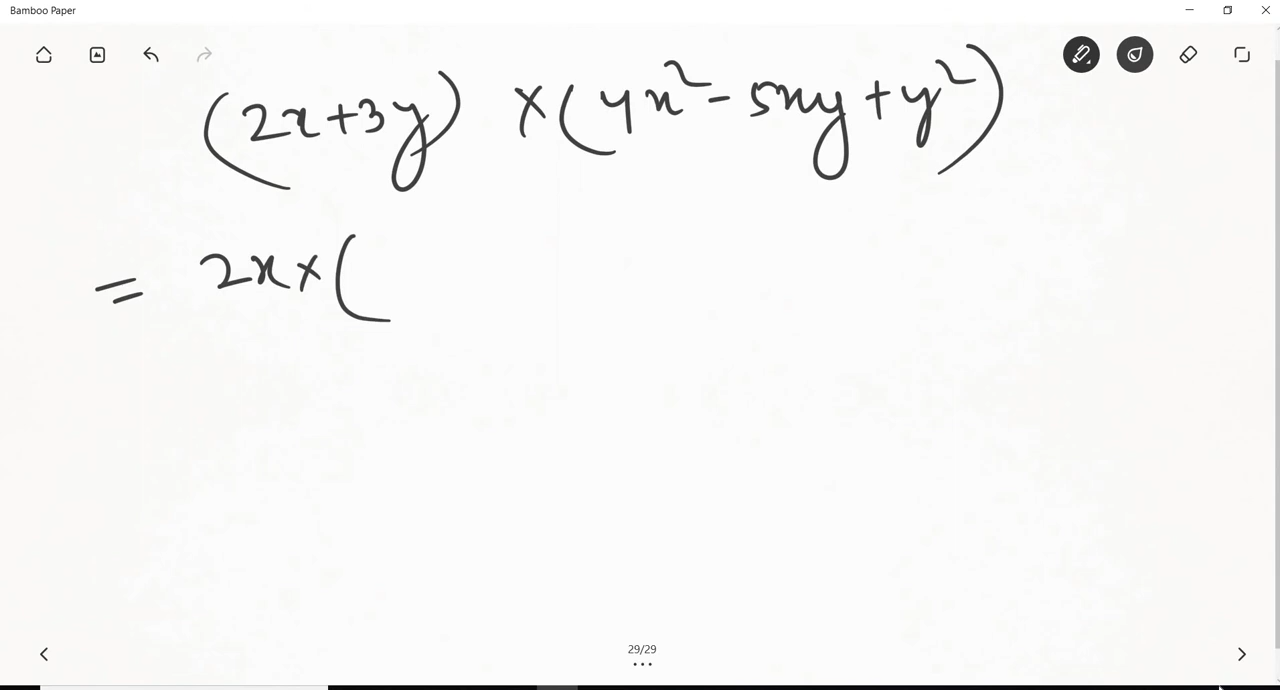 Bamboo Paper
(2x+3y) ×(4x²-5xy+y²)
= 2x×(
29/29